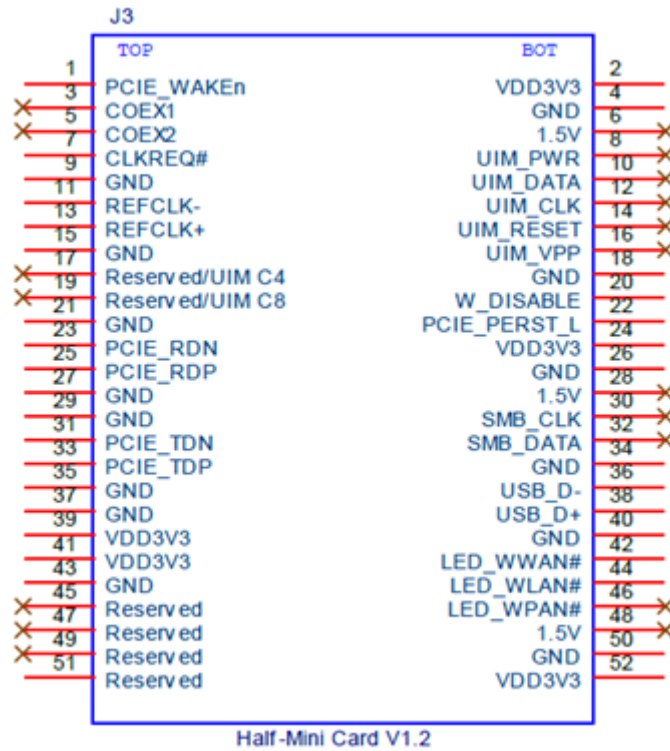 J3
TOP BOT
1 PCIE_WAKEn VDD3V3 2
3 COEX1 GND 4
5 COEX2 1.5V 6
7 CLKREQ# UIM_PWR 8
9 GND UIM_DATA 10
11 REFCLK- UIM_CLK 12
13 REFCLK+ UIM_RESET 14
15 GND UIM_VPP 16
17 Reserved/UIM C4 GND 18
19 Reserved/UIM C8 W_DISABLE 20
21 GND PCIE_PERST_L 22
23 PCIE_RDN VDD3V3 24
25 PCIE_RDP GND 26
27 GND 1.5V 28
29 GND SMB_CLK 30
31 PCIE_TDN SMB_DATA 32
33 PCIE_TDP GND 34
35 GND USB_D- 36
37 GND USB_D+ 38
39 VDD3V3 GND 40
41 VDD3V3 LED_WWAN# 42
43 GND LED_WLAN# 44
45 Reserved LED_WPAN# 46
47 Reserved 1.5V 48
49 Reserved GND 50
51 Reserved VDD3V3 52
Half-Mini Card V1.2